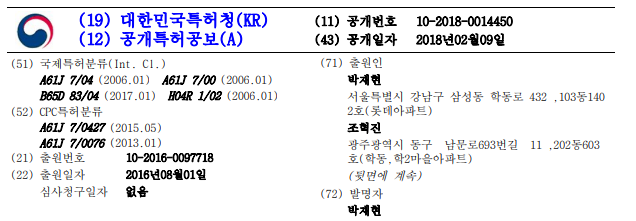 (19) 대한민국특허청(KR)
(12) 공개특허공보(A)
(11) 공개번호 10-2018-0014450
(43) 공개일자 2018년02월09일
(51) 국제특허분류(Int. Cl.)
A61J 7/04 (2006.01) A61J 7/00 (2006.01)
B65D 83/04 (2017.01) H04R 1/02 (2006.01)
(52) CPC특허분류
A61J 7/0427 (2015.05)
A61J 7/0076 (2013.01)
(21) 출원번호 10-2016-0097718
(22) 출원일자 2016년08월01일
심사청구일자 없음
(71) 출원인
박재현
서울특별시 강남구 삼성동 학동로 432 ,103동140
2호(롯데아파트)
조혁진
광주광역시 동구 남문로693번길 11 ,202동603
호(학동,학2마을아파트)
(뒷면에 계속)
(72) 발명자
박재현